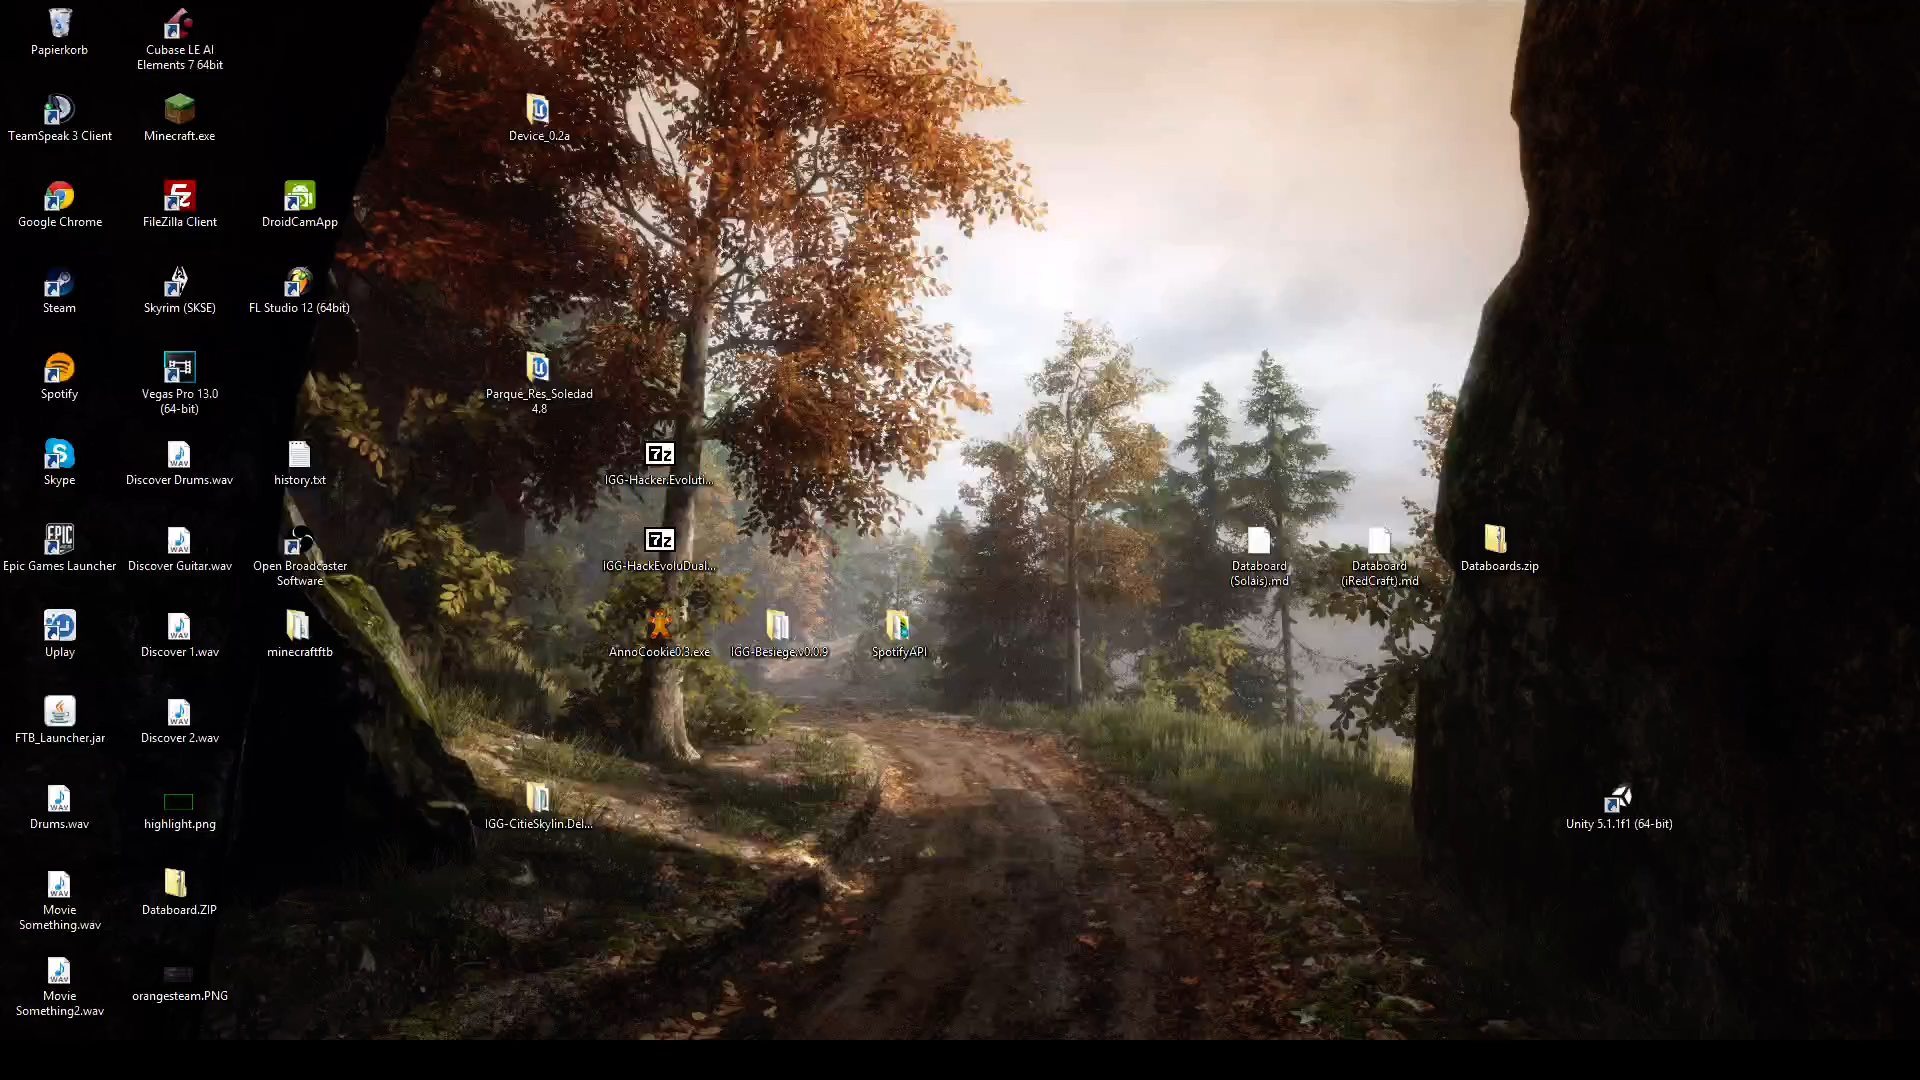 Papierkorb
Cubase LE AI
Elements 7 64bit
TeamSpeak 3 Client
Minecraft.exe
Device_0.2a
Google Chrome
FileZilla Client
DroidCamApp
Steam
Skyrim (SKSE)
FL Studio 12 (64bit)
Spotify
Vegas Pro 13.0
(64-bit)
Parque_Res_Soledad
4.8
Skype
Discover Drums.wav
history.txt
IGG-Hacker.Evoluti...
Epic Games Launcher
Discover Guitar.wav
Open Broadcaster
Software
IGG-HackEvoluDual...
Databoard
(Solais).md
Databoard
(iRedCraft).md
Databoards.zip
Uplay
Discover 1.wav
minecraftftb
AnnoCookie0.3.exe
IGG-Besiege.v0.0.9
SpotifyAPI
FTB_Launcher.jar
Discover 2.wav
Drums.wav
highlight.png
IGG-CitieSkylin.Del...
Unity 5.1.1f1 (64-bit)
Movie
Something.wav
Databoard.ZIP
Movie
Something2.wav
orangesteam.PNG